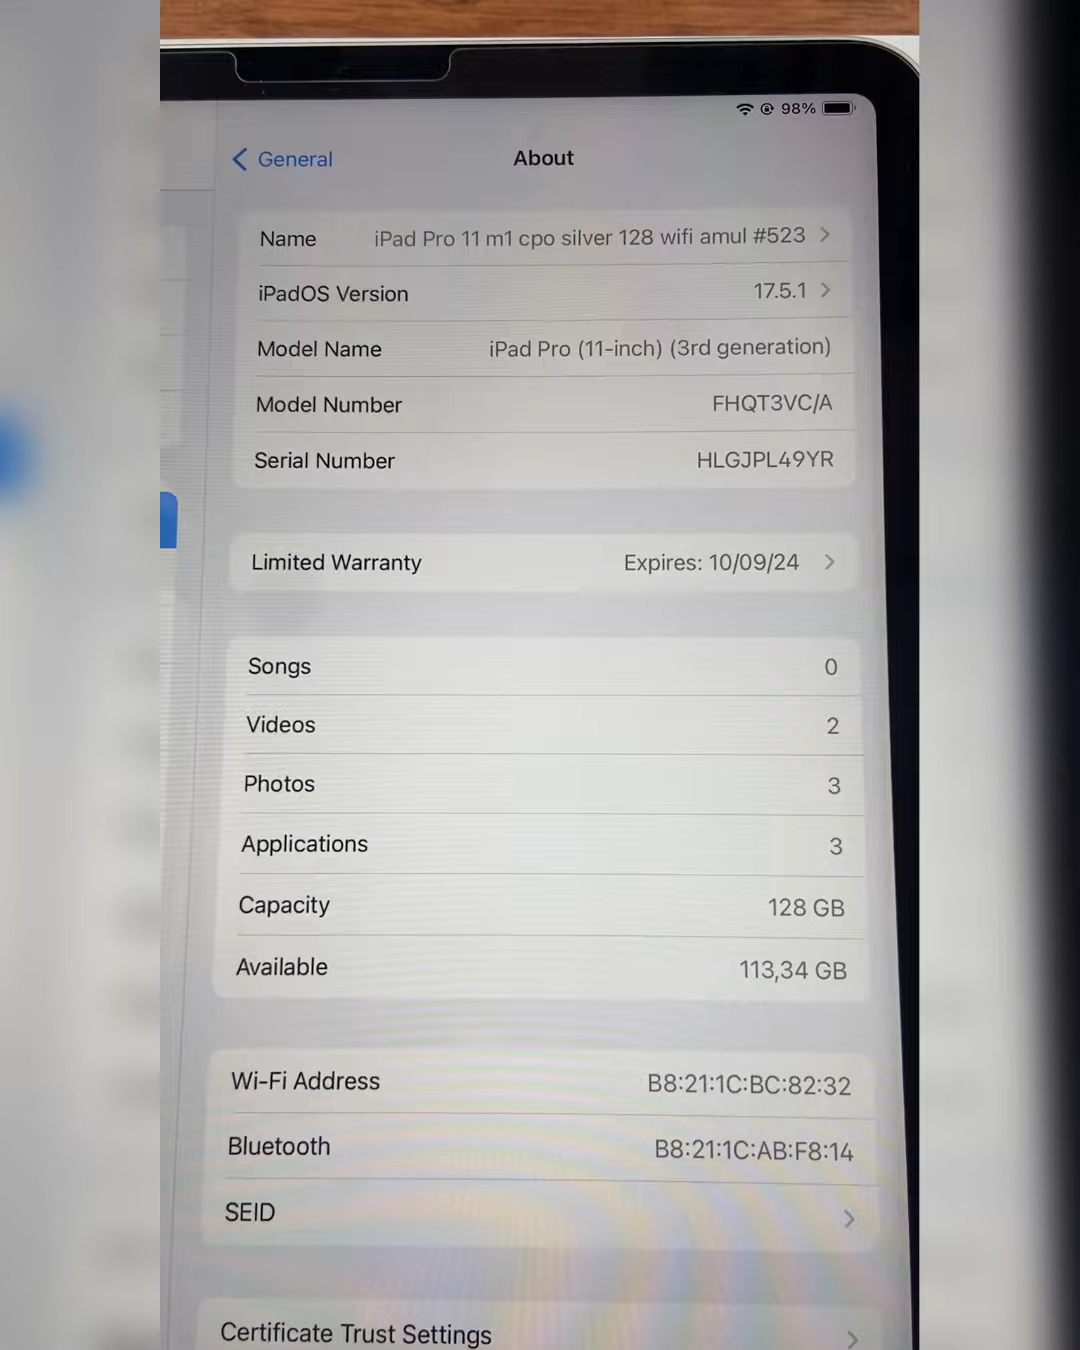 98%
General
About
Name iPad Pro 11 m1 cpo silver 128 wifi amul #523
iPadOS Version 17.5.1
Model Name iPad Pro (11-inch) (3rd generation)
Model Number FHQT3VC/A
Serial Number HLGJPL49YR
Limited Warranty Expires: 10/09/24
Songs 0
Videos 2
Photos 3
Applications 3
Capacity 128 GB
Available 113,34 GB
Wi-Fi Address B8:21:1C:BC:82:32
Bluetooth B8:21:1C:AB:F8:14
SEID
Certificate Trust Settings